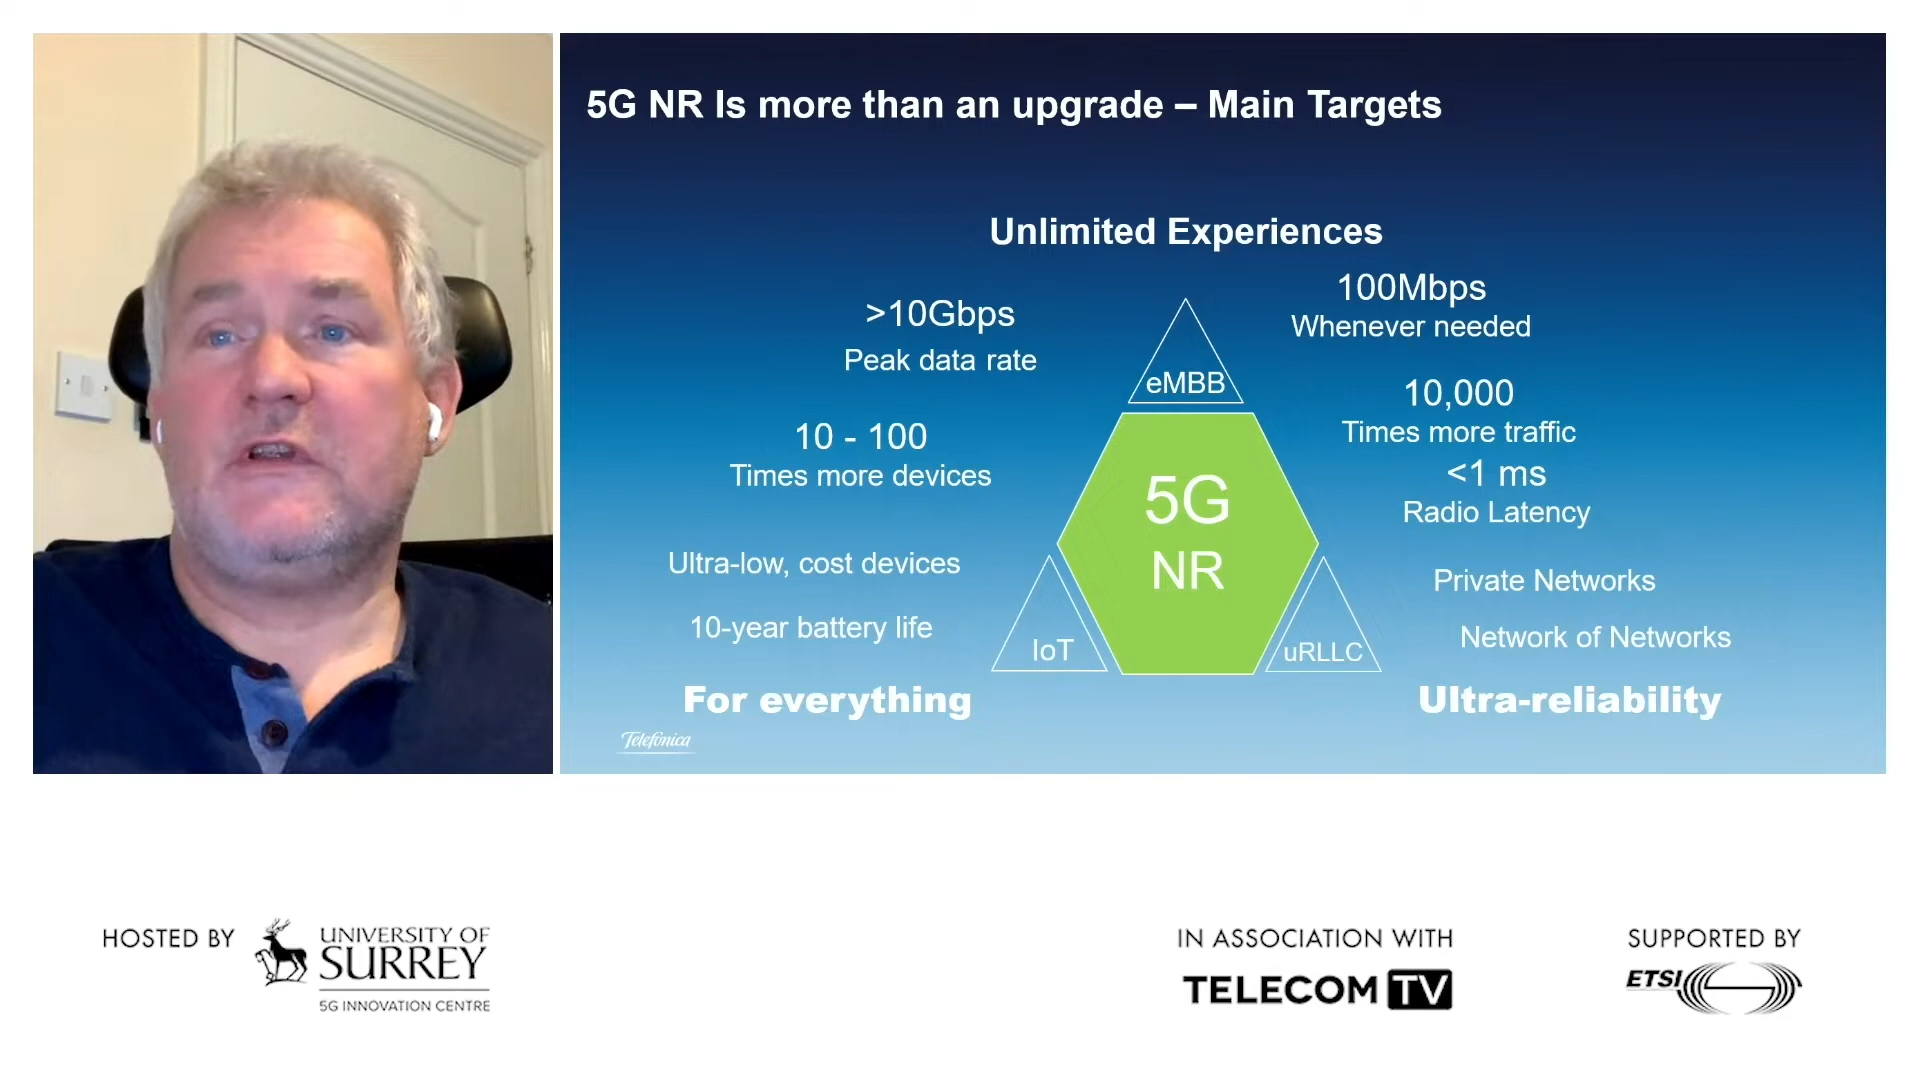 5G NR Is more than an upgrade – Main Targets
Unlimited Experiences
>10Gbps
Peak data rate
100Mbps
Whenever needed
eMBB
10 - 100
Times more devices
10,000
Times more traffic
<1 ms
Radio Latency
5G
NR
Ultra-low, cost devices
10-year battery life
Private Networks
Network of Networks
IoT
uRLLC
For everything
Ultra-reliability
Telefónica
HOSTED BY
UNIVERSITY OF
SURREY
5G INNOVATION CENTRE
IN ASSOCIATION WITH
TELECOM TV
SUPPORTED BY
ETSI